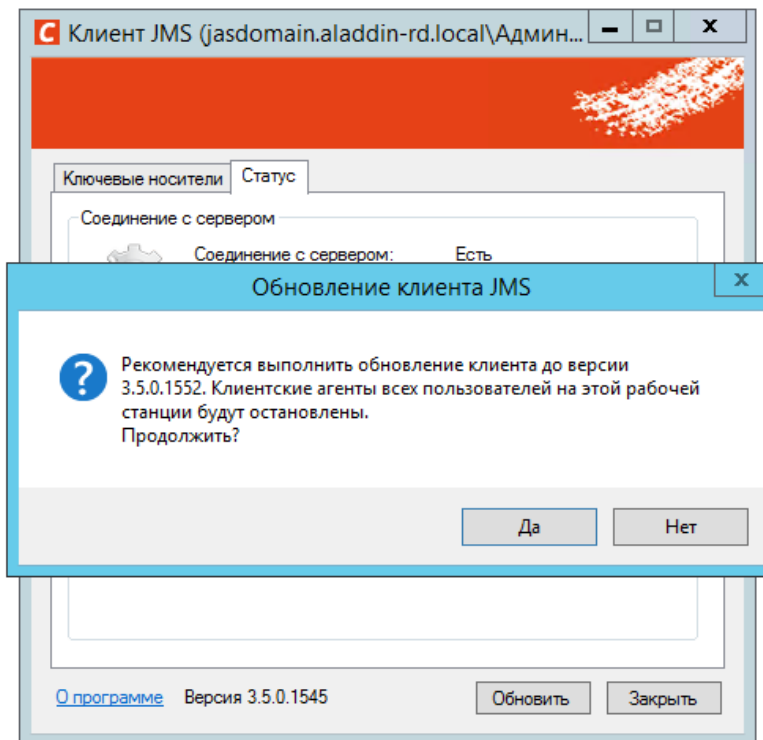 Клиент JMS (jasdomain.aladdin-rd.local\Админ...
Ключевые носители Статус
Соединение с сервером
Соединение с сервером: Есть
Обновление клиента JMS
Рекомендуется выполнить обновление клиента до версии
3.5.0.1552. Клиентские агенты всех пользователей на этой рабочей
станции будут остановлены.
Продолжить?
Да Нет
О программе Версия 3.5.0.1545 Обновить Закрыть